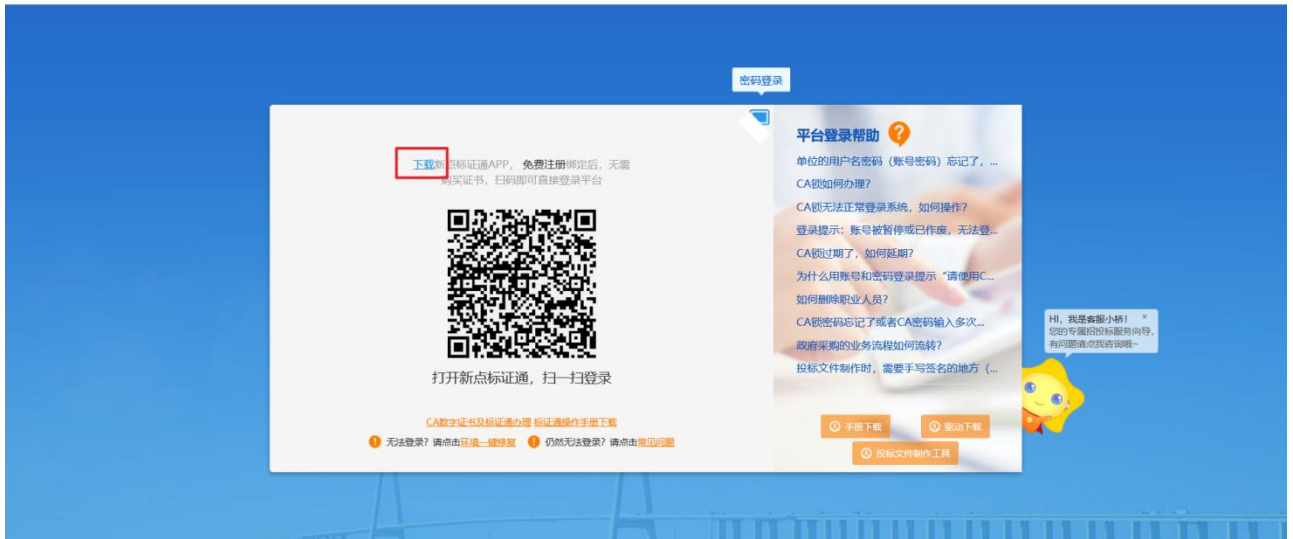 密码登录
下载新点标证通APP，免费注册绑定后，无需
购买证书，扫码即可直接登录平台
打开新点标证通，扫一扫登录
CA数字证书及标证通办理 标证通操作手册下载
无法登录？请点击环境一键修复 仍然无法登录？请点击常见问题
平台登录帮助
单位的用户名密码（账号密码）忘记了，...
CA锁如何办理？
CA锁无法正常登录系统，如何操作？
登录提示：账号被暂停或已作废，无法登...
CA锁过期了，如何延期？
为什么用账号和密码登录提示“请使用C...
如何删除职业人员？
CA锁密码忘记了或者CA密码输入多次...
政府采购的业务流程如何流转？
投标文件制作时，需要手写签名的地方（...
手册下载 驱动下载
投标文件制作工具
HI，我是客服小桥！ ×
您的专属招投标服务向导，
有问题请点我咨询哦~